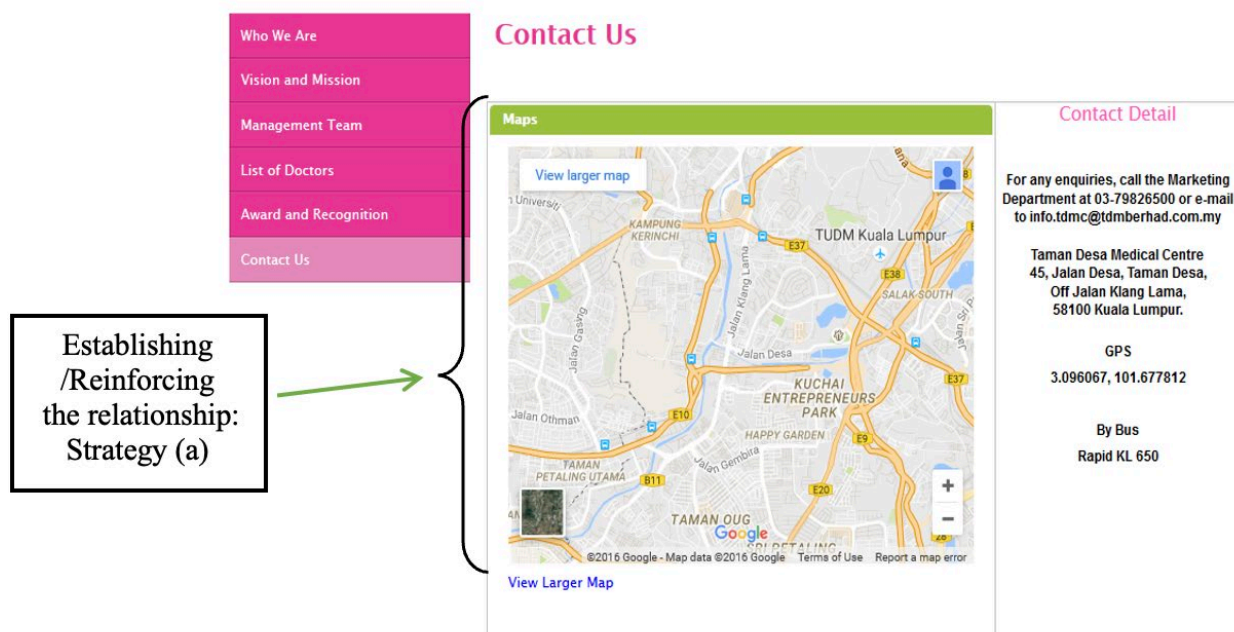 Who We Are
Vision and Mission
Management Team
List of Doctors
Award and Recognition
Contact Us
Establishing
/Reinforcing
the relationship:
Strategy (a)
Contact Us
Maps
View larger map
KAMPUNG
KERINCHI
E37
TUDM Kuala Lumpur
E38
SALAK SOUTH
Jalan Klang Lama
Jalan Gasing
Jalan Desa
KUCHAI
ENTREPRENEURS
PARK
E37
Jalan Othman
E10
HAPPY GARDEN
E9
TAMAN
PETALING UTAMA
B11
Jalan Gembira
E20
+
−
TAMAN OUG
Google
28
©2016 Google - Map data ©2016 Google
Terms of Use
Report a map error
View Larger Map
Contact Detail
For any enquiries, call the Marketing
Department at 03-79826500 or e-mail
to info.tdmc@tdmberhad.com.my
Taman Desa Medical Centre
45, Jalan Desa, Taman Desa,
Off Jalan Klang Lama,
58100 Kuala Lumpur.
GPS
3.096067, 101.677812
By Bus
Rapid KL 650